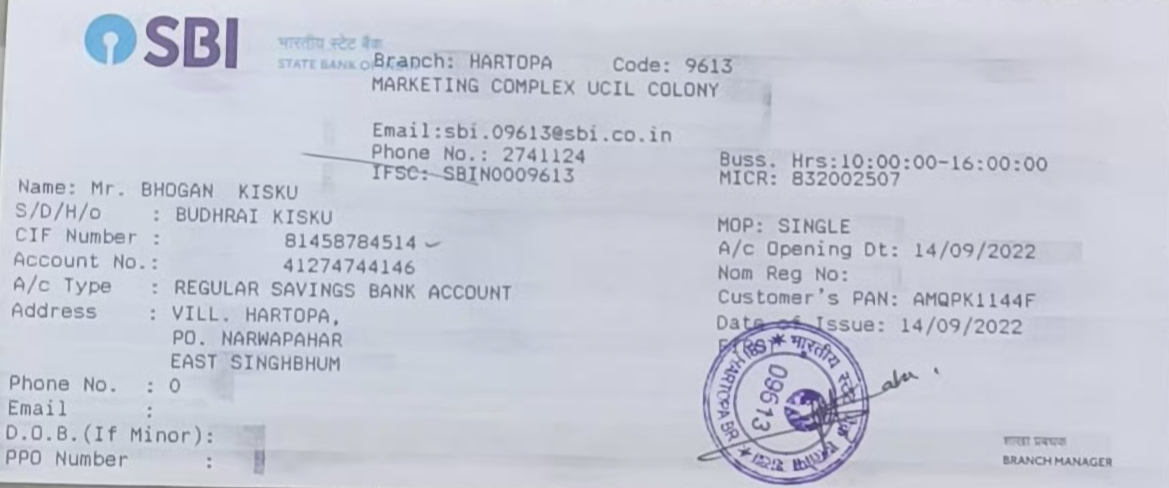 SBI
भारतीय स्टेट बैंक
STATE BANK OF
Branch: HARTOPA Code: 9613
MARKETING COMPLEX UCIL COLONY
Email:sbi.09613@sbi.co.in
Phone No.: 2741124
Buss. Hrs:10:00:00-16:00:00
IFSC: SBIN0009613
MICR: 832002507
Name: Mr. BHOGAN KISKU
S/D/H/o : BUDHRAI KISKU
MOP: SINGLE
CIF Number : 81458784514
A/c Opening Dt: 14/09/2022
Account No.: 41274744146
Nom Reg No:
A/c Type : REGULAR SAVINGS BANK ACCOUNT
Customer's PAN: AMQPK1144F
Address : VILL. HARTOPA,
Date of Issue: 14/09/2022
PO. NARWAPAHAR
EAST SINGHBHUM
Phone No. : 0
Email :
D.O.B.(If Minor):
PPO Number :
भारतीय स्टेट बैंक
HARTOPA BR
09613
शाखा प्रबंधक
BRANCH MANAGER